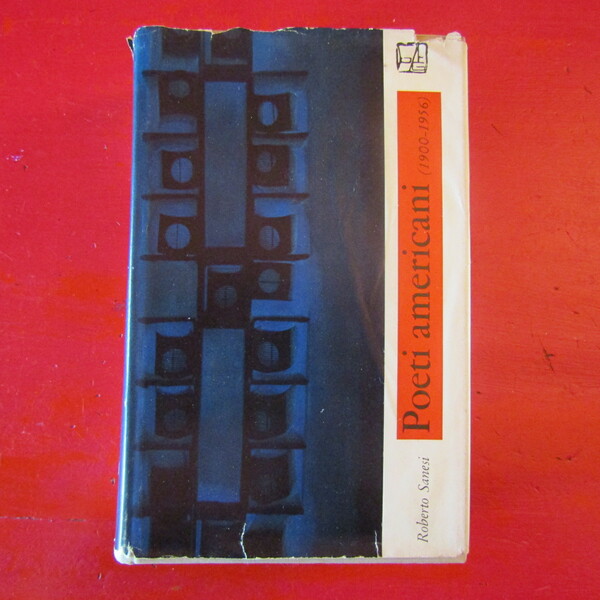 Roberto Sanesi
Poeti americani (1900-1956)